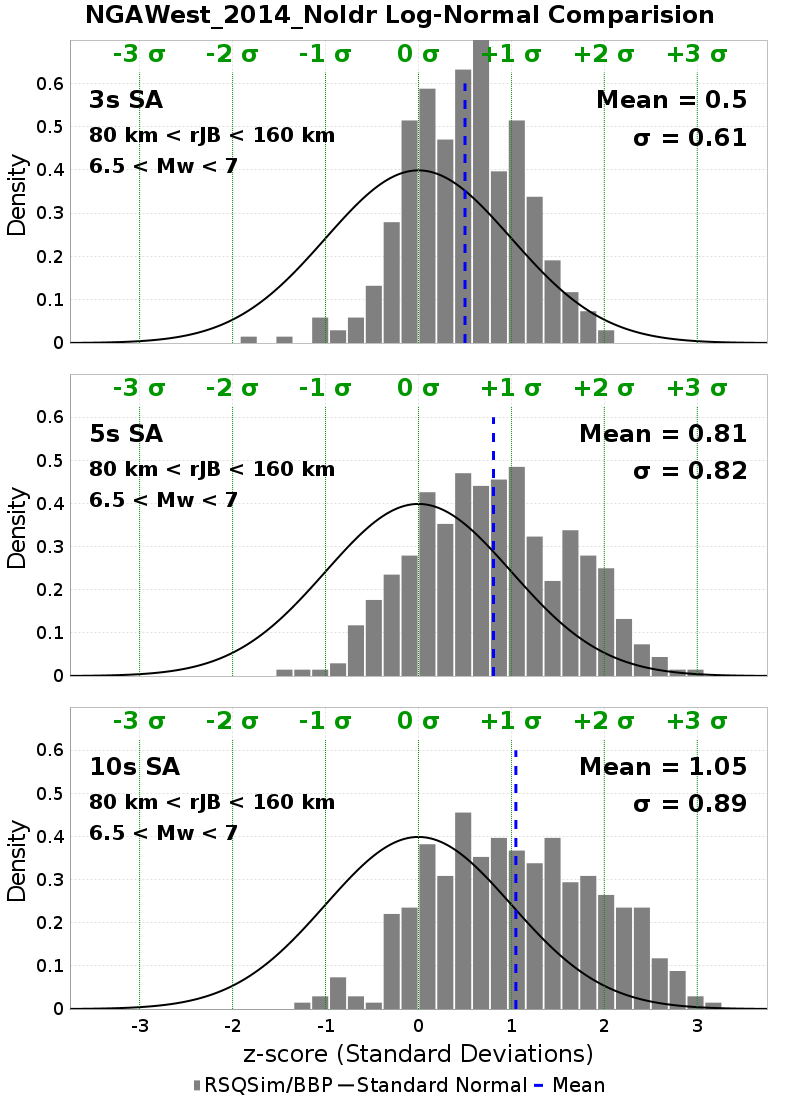 NGAWest_2014_NoIdr Log-Normal Comparision
-3 σ -2 σ -1 σ 0 σ +1 σ +2 σ +3 σ
3s SA
Mean = 0.5
80 km < rJB < 160 km
σ = 0.61
6.5 < Mw < 7
Density
0.6
0.5
0.4
0.3
0.2
0.1
0
-3 σ -2 σ -1 σ 0 σ +1 σ +2 σ +3 σ
5s SA
Mean = 0.81
80 km < rJB < 160 km
σ = 0.82
6.5 < Mw < 7
Density
0.6
0.5
0.4
0.3
0.2
0.1
0
-3 σ -2 σ -1 σ 0 σ +1 σ +2 σ +3 σ
10s SA
Mean = 1.05
80 km < rJB < 160 km
σ = 0.89
6.5 < Mw < 7
Density
0.6
0.5
0.4
0.3
0.2
0.1
0
-3 -2 -1 0 1 2 3
z-score (Standard Deviations)
RSQSim/BBP Standard Normal Mean